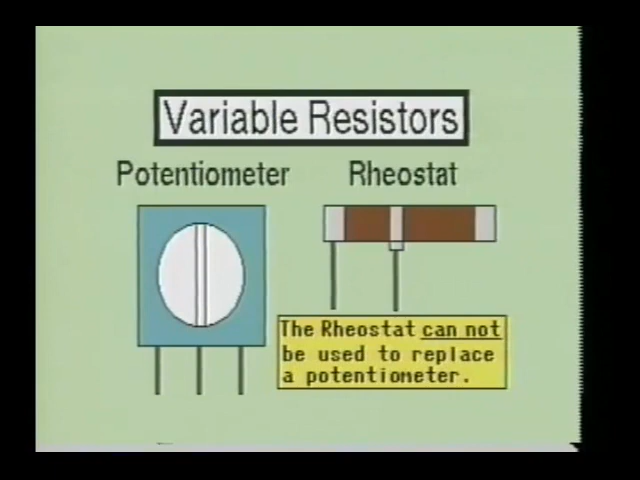 Variable Resistors
Potentiometer Rheostat
The Rheostat can not
be used to replace
a potentiometer.